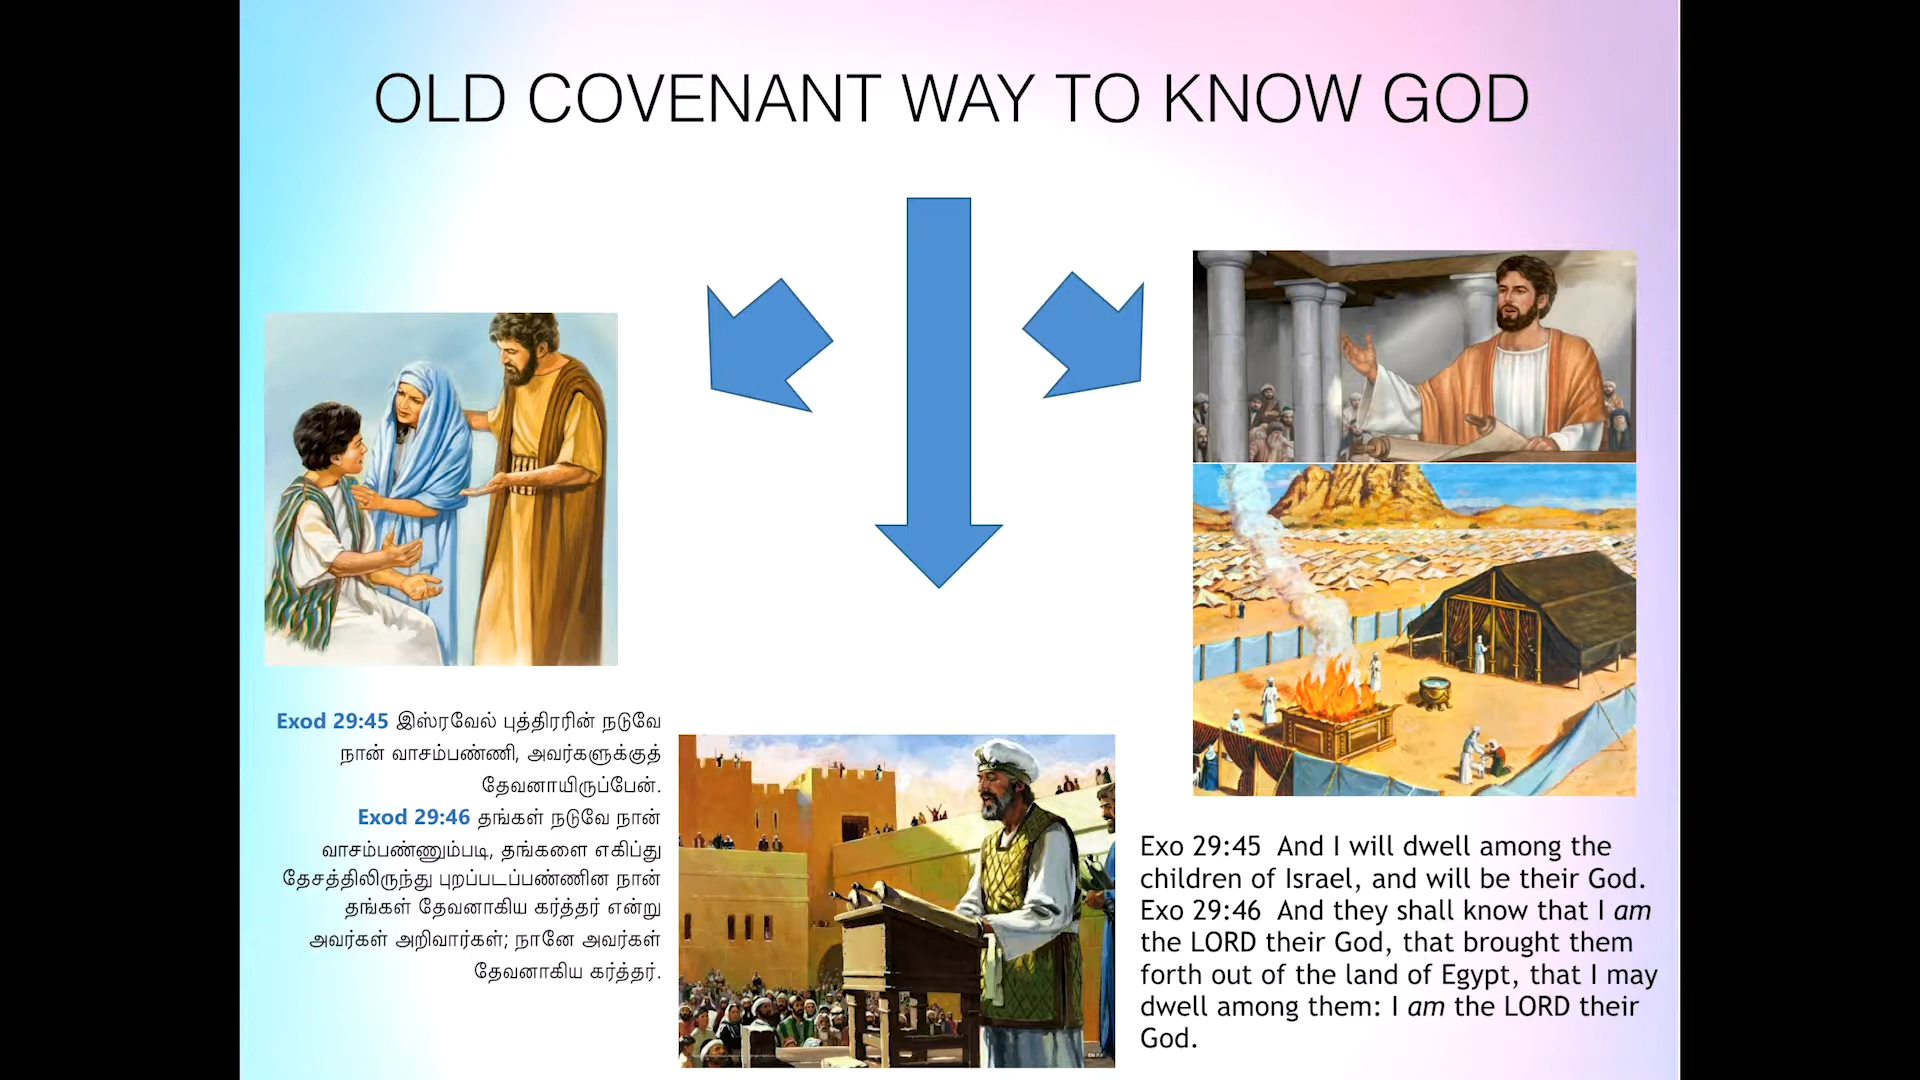 OLD COVENANT WAY TO KNOW GOD
Exod 29:45 இஸ்ரவேல் புத்திரரின் நடுவே
நான் வாசம்பண்ணி, அவர்களுக்குத்
தேவனாயிருப்பேன்.
Exod 29:46 தங்கள் நடுவே நான்
வாசம்பண்ணும்படி, தங்களை எகிப்து
தேசத்திலிருந்து புறப்படப்பண்ணின நான்
தங்கள் தேவனாகிய கர்த்தர் என்று
அவர்கள் அறிவார்கள்; நானே அவர்கள்
தேவனாகிய கர்த்தர்.
Exo 29:45 And I will dwell among the
children of Israel, and will be their God.
Exo 29:46 And they shall know that I am
the LORD their God, that brought them
forth out of the land of Egypt, that I may
dwell among them: I am the LORD their
God.